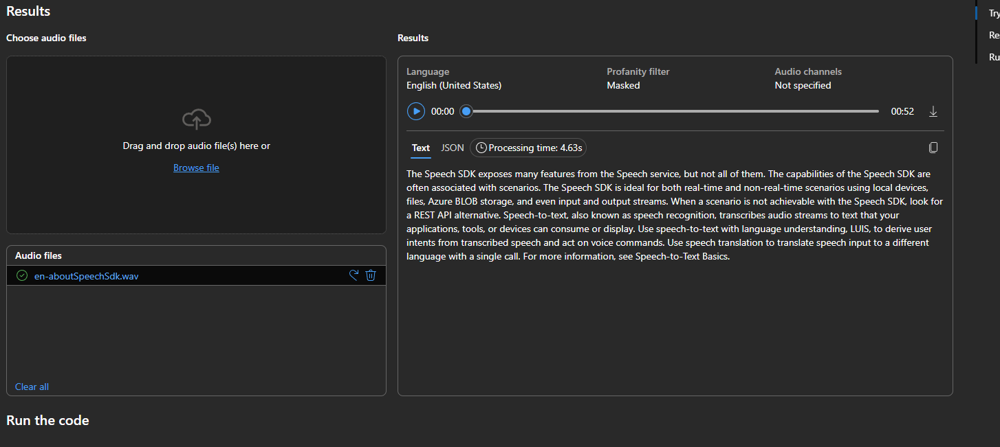 Results
Choose audio files
Drag and drop audio file(s) here or
Browse file
Audio files
en-aboutSpeechSdk.wav
Clear all
Results
Language
English (United States)
Profanity filter
Masked
Audio channels
Not specified
00:00
00:52
Text
JSON
Processing time: 4.63s
The Speech SDK exposes many features from the Speech service, but not all of them. The capabilities of the Speech SDK are
often associated with scenarios. The Speech SDK is ideal for both real-time and non-real-time scenarios using local devices,
files, Azure BLOB storage, and even input and output streams. When a scenario is not achievable with the Speech SDK, look for
a REST API alternative. Speech-to-text, also known as speech recognition, transcribes audio streams to text that your
applications, tools, or devices can consume or display. Use speech-to-text with language understanding, LUIS, to derive user
intents from transcribed speech and act on voice commands. Use speech translation to translate speech input to a different
language with a single call. For more information, see Speech-to-Text Basics.
Run the code
Try
Re
Ru